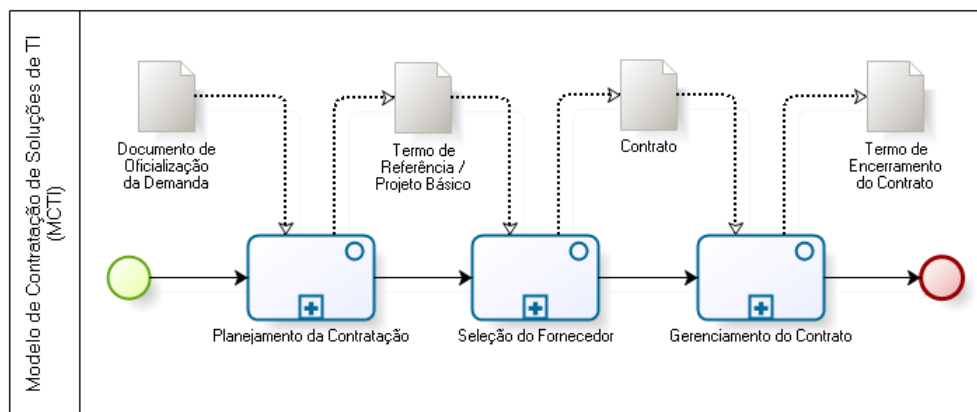 Modelo de Contratação de Soluções de TI
(MCTI)
Documento de
Oficialização
da Demanda
Termo de
Referência /
Projeto Básico
Contrato
Termo de
Encerramento
do Contrato
Planejamento da Contratação
Seleção do Fornecedor
Gerenciamento do Contrato